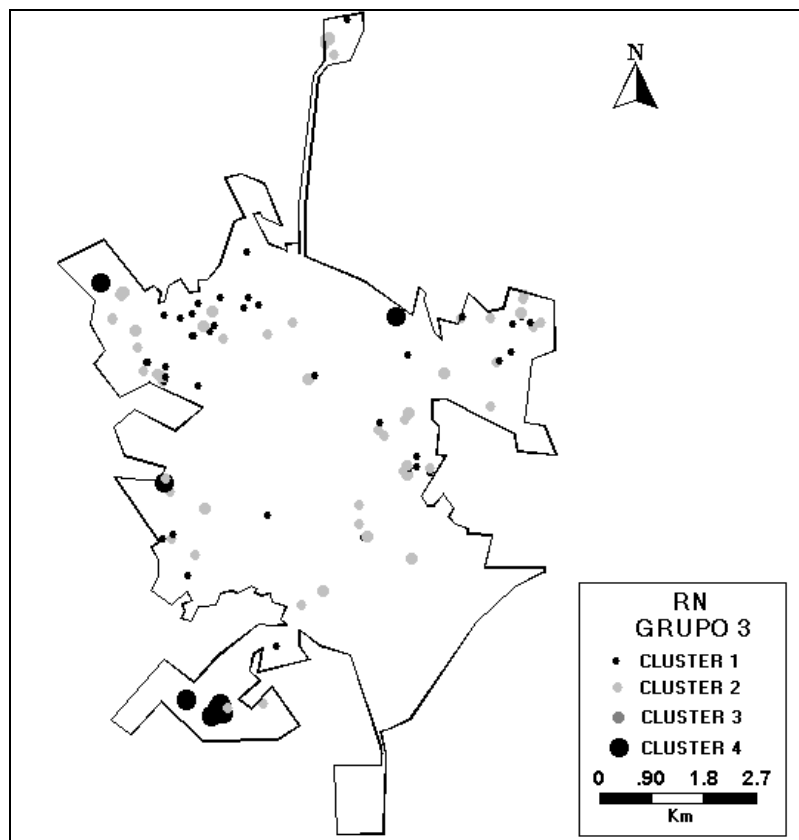 N
RN
GRUPO 3
CLUSTER 1
CLUSTER 2
CLUSTER 3
CLUSTER 4
0 .90 1.8 2.7
Km